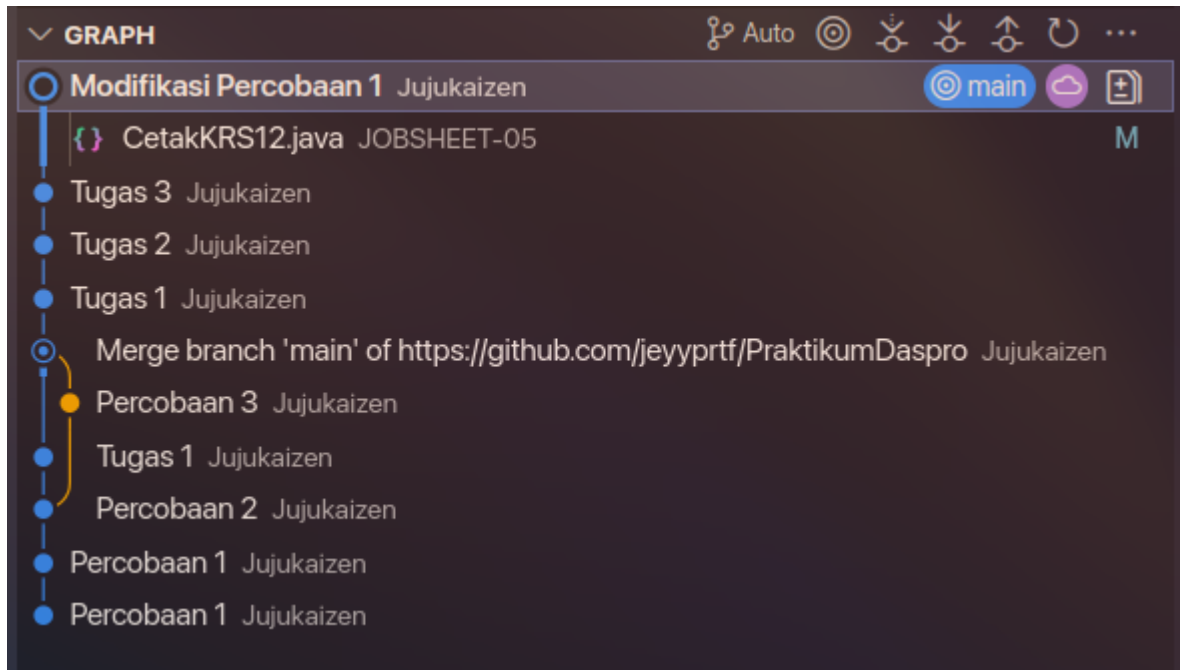 GRAPH Auto ...
Modifikasi Percobaan 1 Jujukaizen main
{} CetakKRS12.java JOBSHEET-05 M
Tugas 3 Jujukaizen
Tugas 2 Jujukaizen
Tugas 1 Jujukaizen
Merge branch 'main' of https://github.com/jeyyprtf/PraktikumDaspro Jujukaizen
Percobaan 3 Jujukaizen
Tugas 1 Jujukaizen
Percobaan 2 Jujukaizen
Percobaan 1 Jujukaizen
Percobaan 1 Jujukaizen